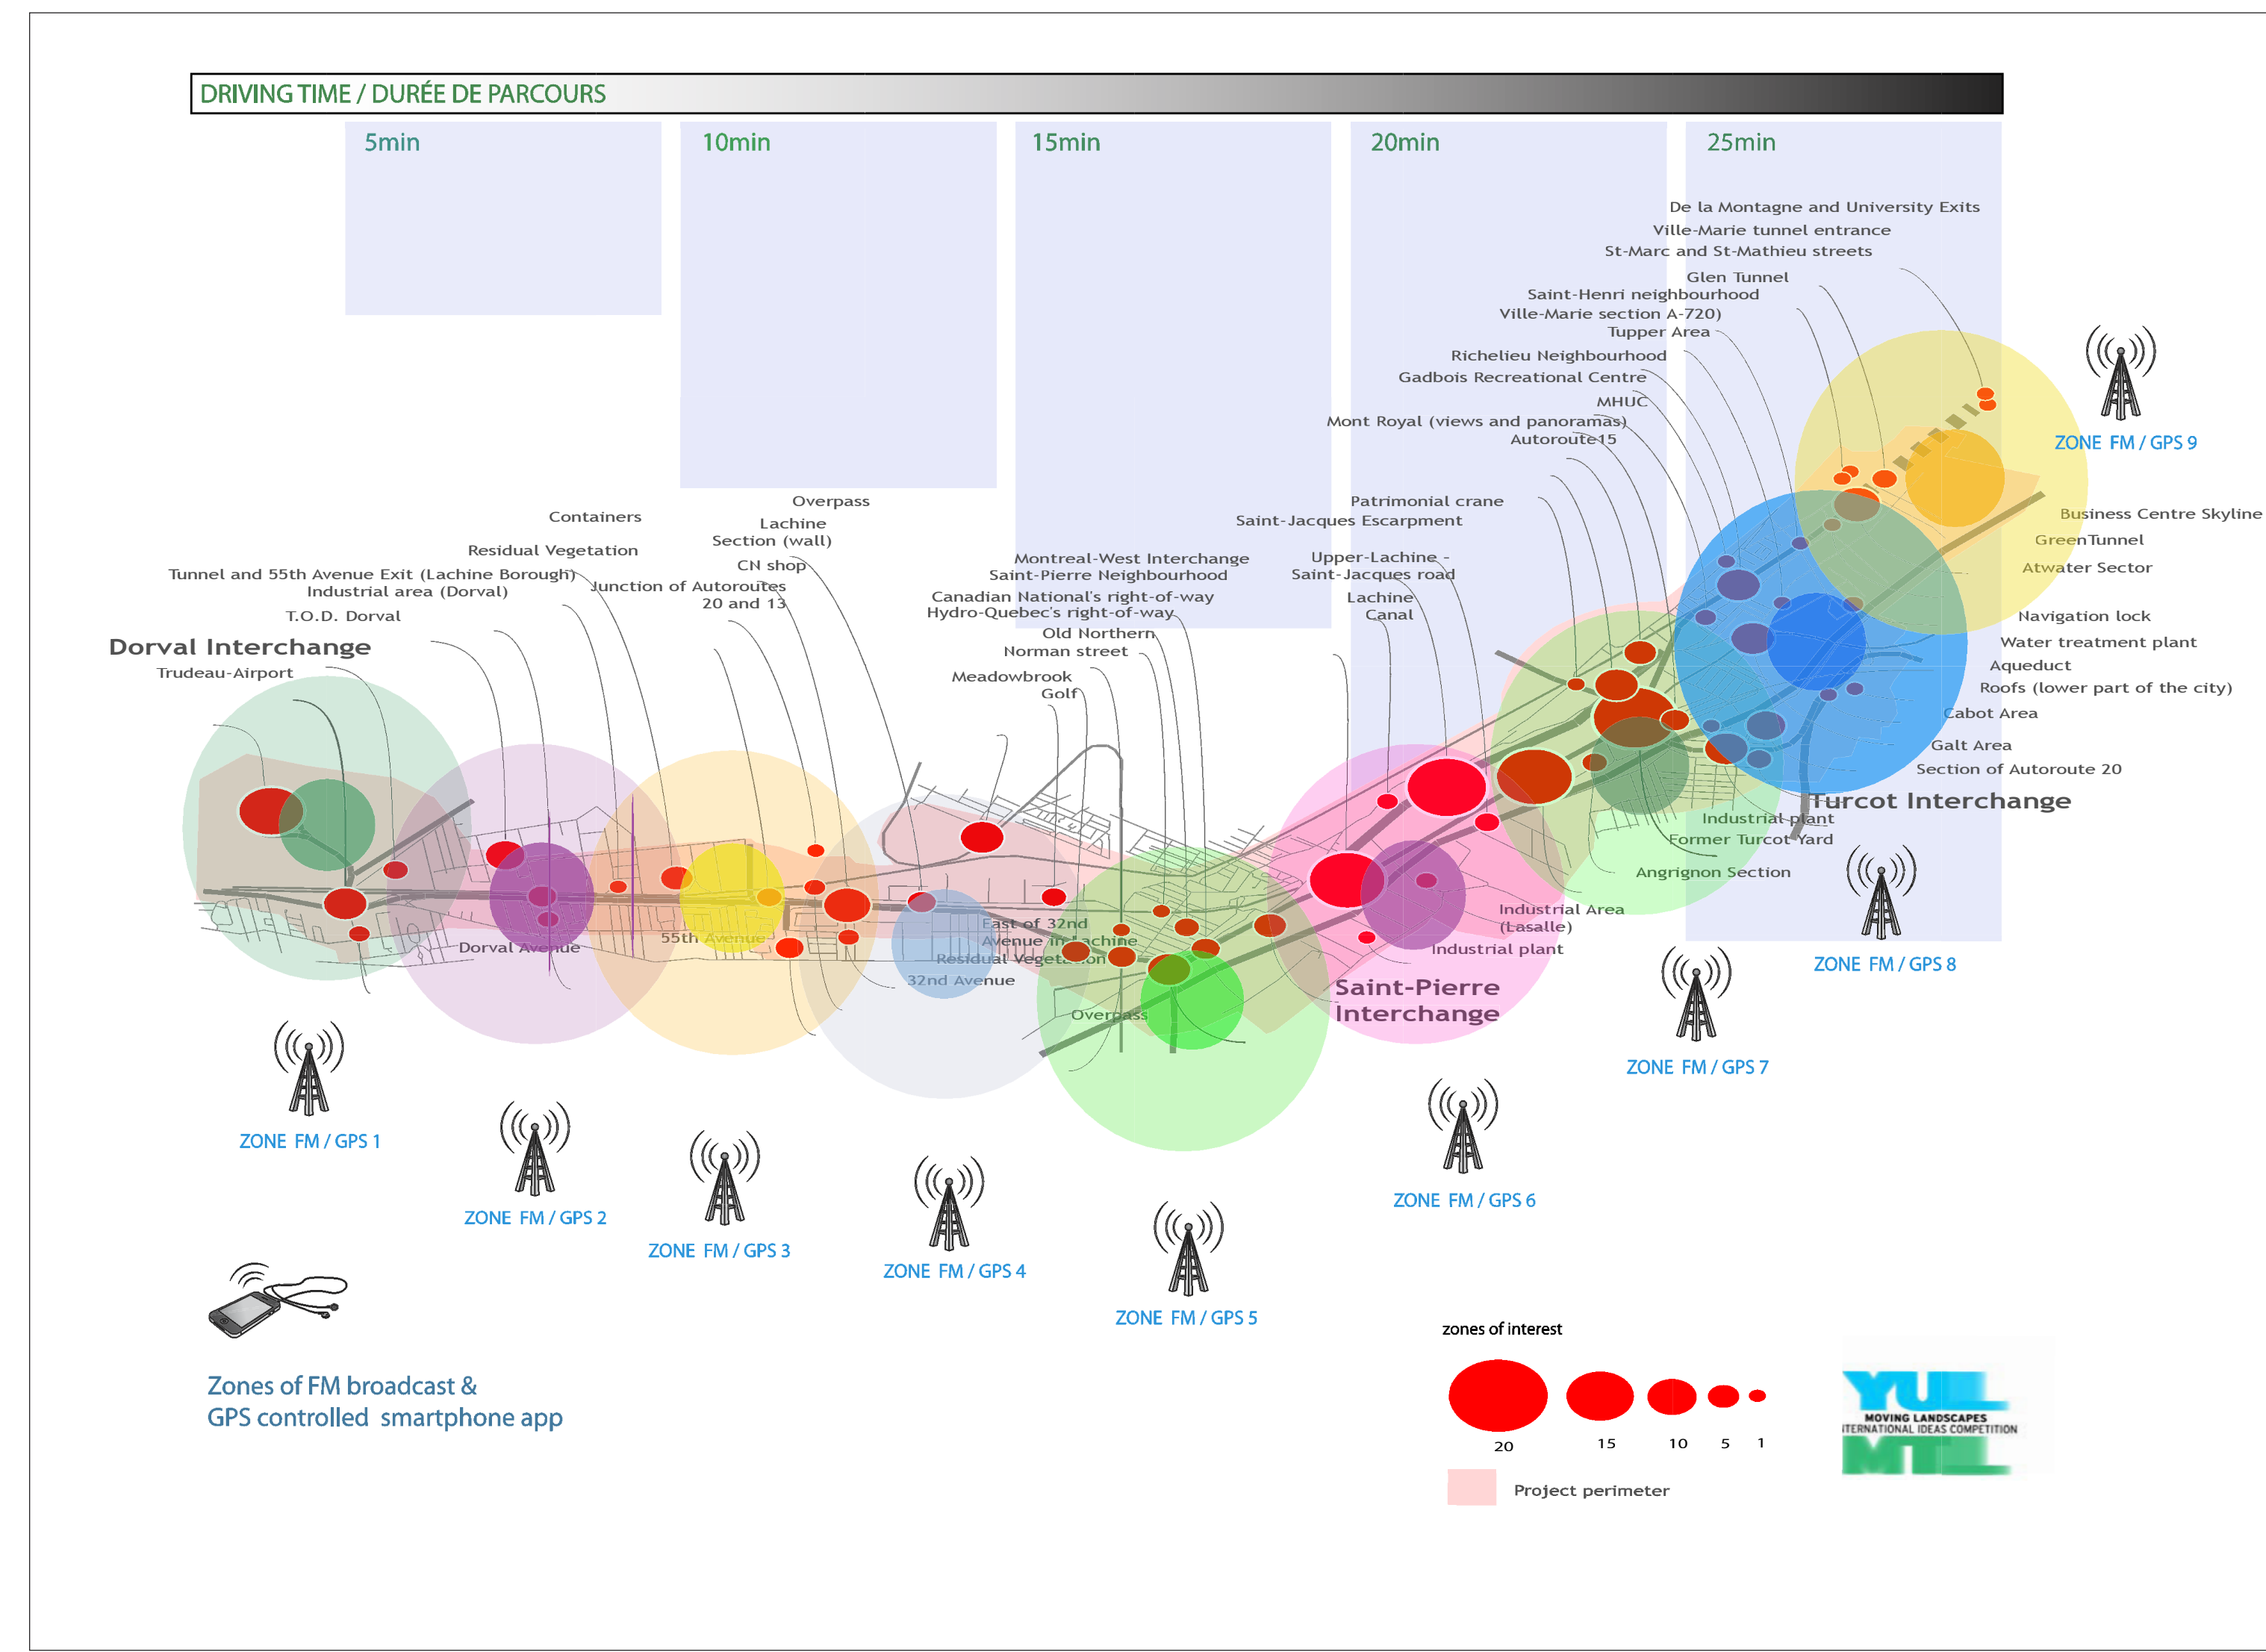 DRIVING TIME / DURÉE DE PARCOURS
5min
10min
15min
20min
25min
De la Montagne and University Exits
Ville-Marie tunnel entrance
St-Marc and St-Mathieu streets
Glen Tunnel
Saint-Henri neighbourhood
Ville-Marie section A-720)
Tupper Area
Richelieu Neighbourhood
Gadbois Recreational Centre
MHUC
Mont Royal (views and panoramas)
Autoroute15
Patrimonial crane
Saint-Jacques Escarpment
Upper-Lachine -
Saint-Jacques road
Lachine
Canal
Overpass
Containers
Lachine
Section (wall)
Residual Vegetation
CN shop
Tunnel and 55th Avenue Exit (Lachine Borough)
Industrial area (Dorval)
Junction of Autoroutes
20 and 13
T.O.D. Dorval
Dorval Interchange
Trudeau-Airport
Montreal-West Interchange
Saint-Pierre Neighbourhood
Canadian National's right-of-way
Hydro-Quebec's right-of-way
Old Northern
Norman street
Meadowbrook
Golf
ZONE FM / GPS 9
Business Centre Skyline
GreenTunnel
Atwater Sector
Navigation lock
Water treatment plant
Aqueduct
Roofs (lower part of the city)
Cabot Area
Galt Area
Section of Autoroute 20
Turcot Interchange
Industrial plant
Former Turcot Yard
Angrignon Section
Industrial Area
(Lasalle)
Industrial plant
Saint-Pierre
Interchange
Dorval Avenue
55th Avenue
East of 32nd
Avenue in Lachine
Residual Vegetation
32nd Avenue
Overpass
ZONE FM / GPS 8
ZONE FM / GPS 7
ZONE FM / GPS 1
ZONE FM / GPS 2
ZONE FM / GPS 3
ZONE FM / GPS 4
ZONE FM / GPS 5
ZONE FM / GPS 6
Zones of FM broadcast &
GPS controlled smartphone app
zones of interest
20
15
10
5
1
Project perimeter
YUL
MOVING LANDSCAPES
TERNATIONAL IDEAS COMPETITION
MTL